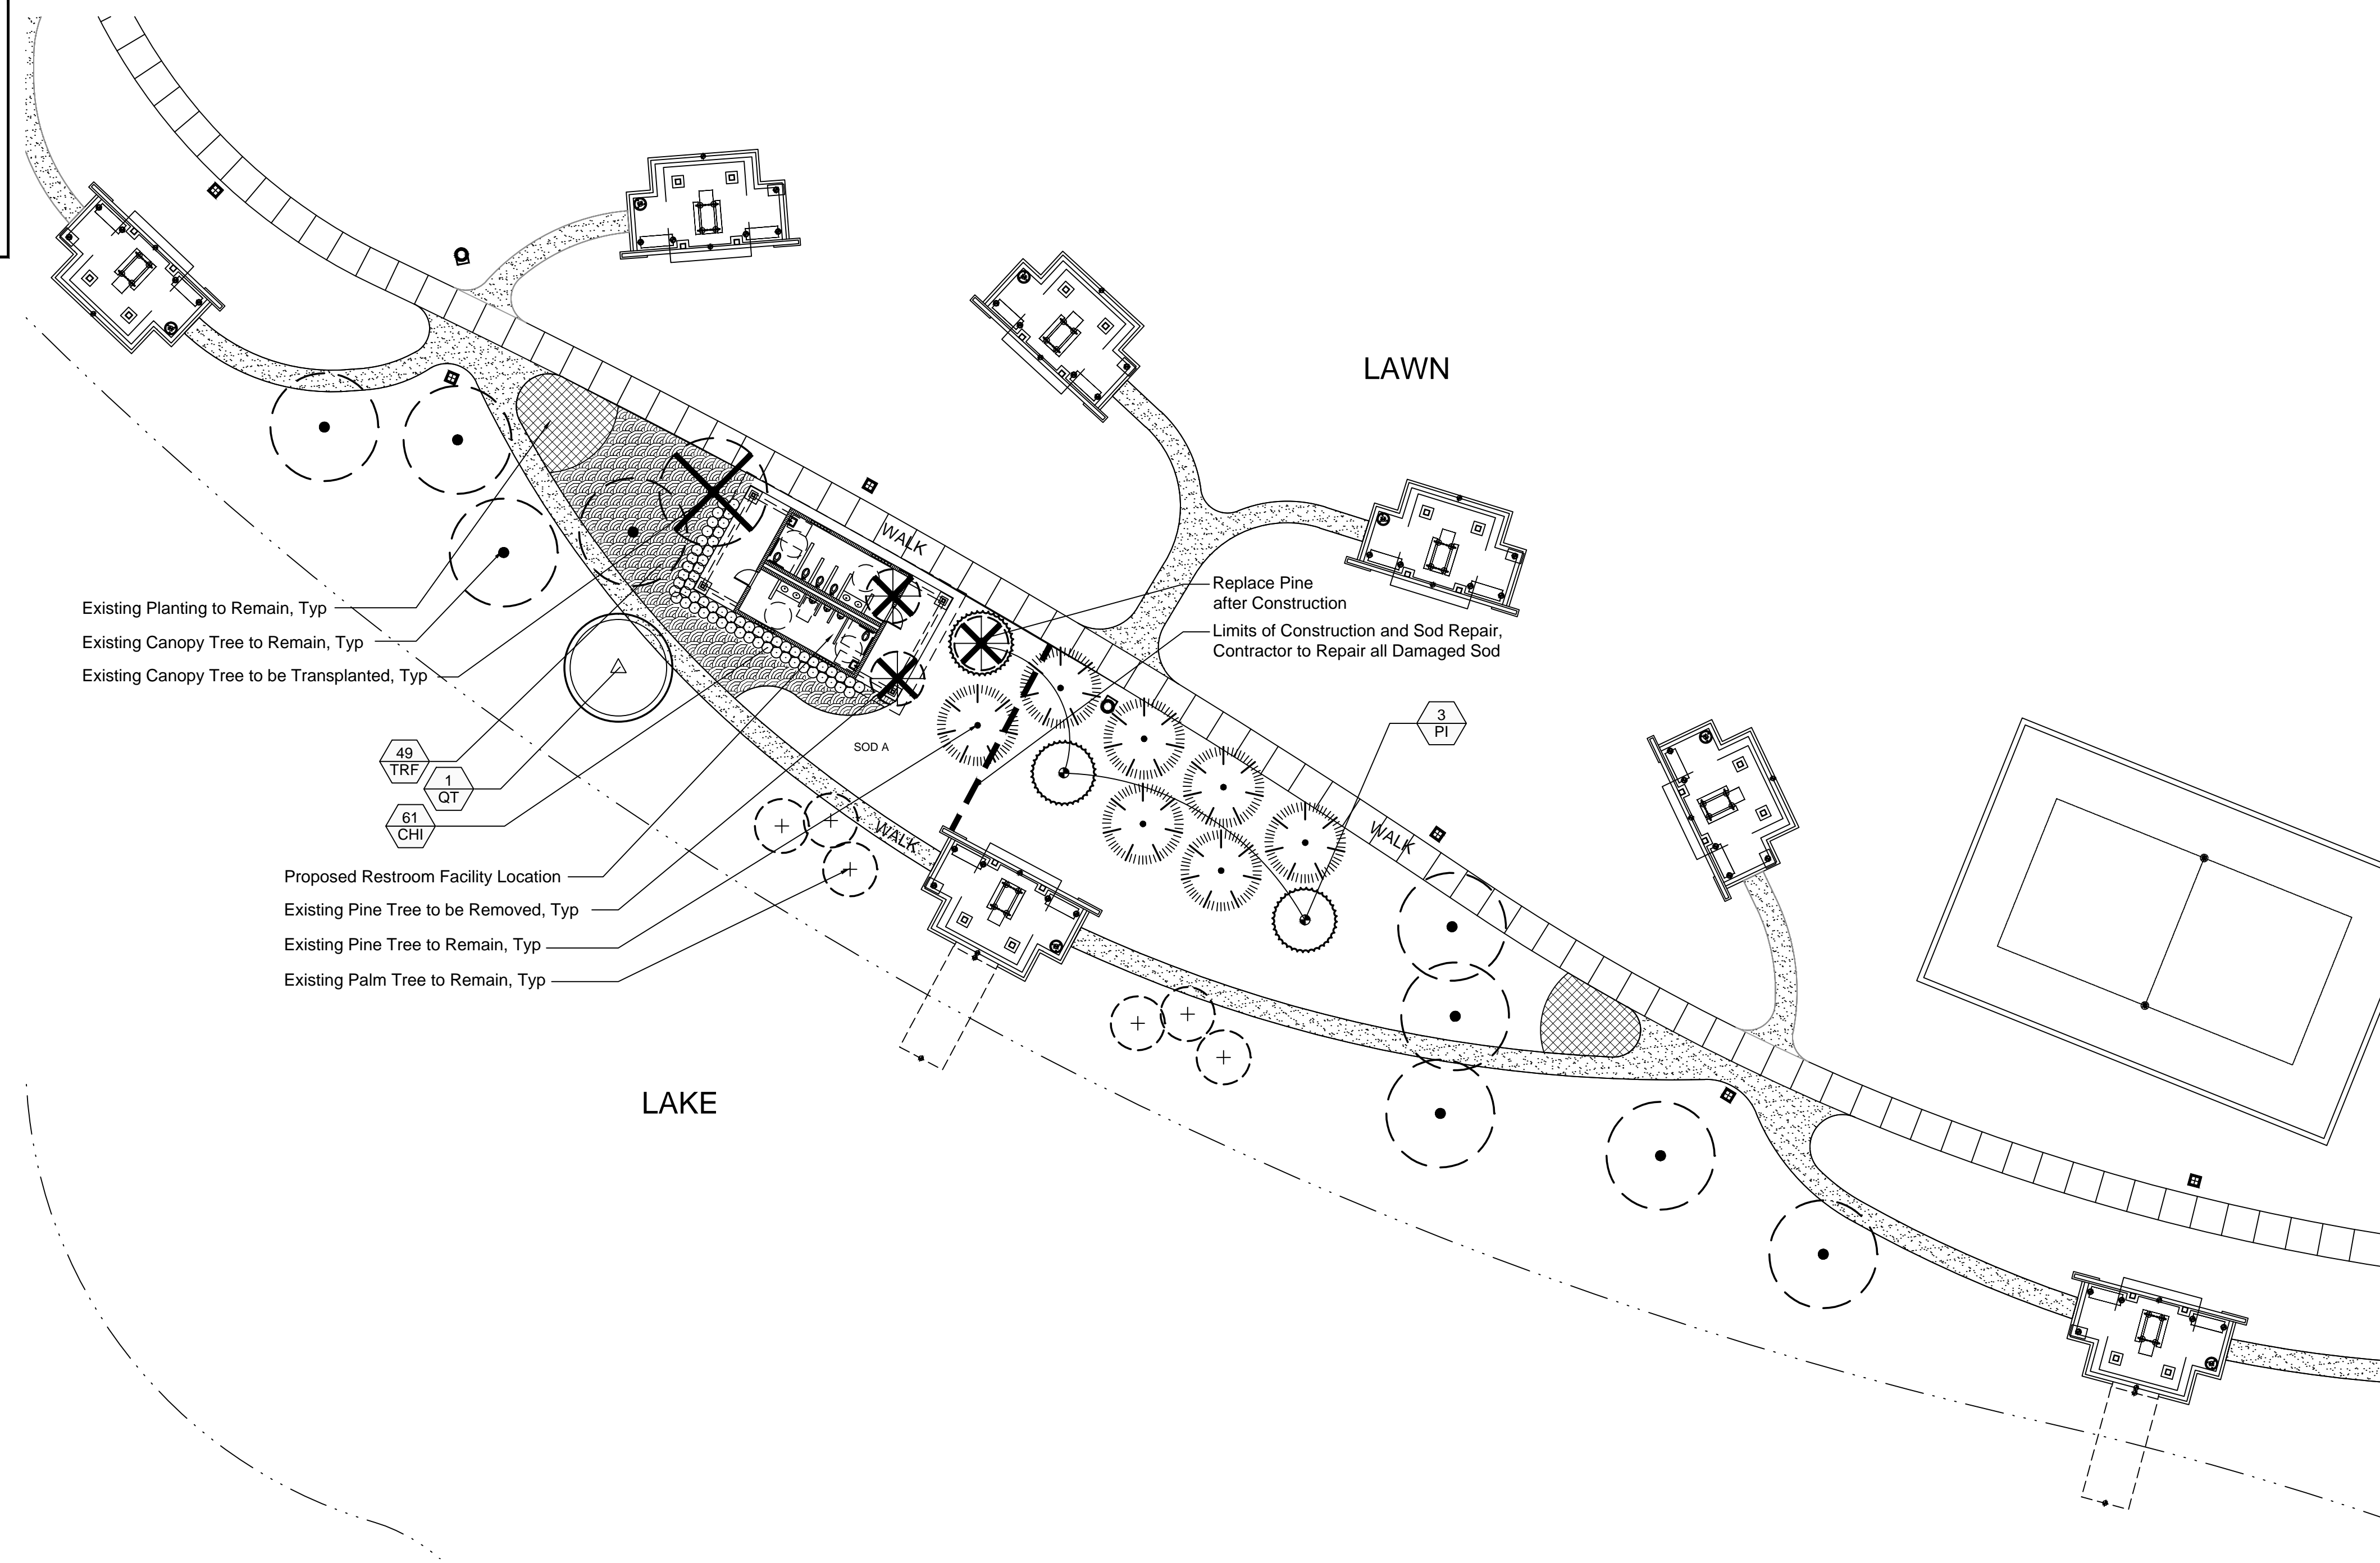 LAWN
WALK
Replace Pine
after Construction
Limits of Construction and Sod Repair,
Contractor to Repair all Damaged Sod
Existing Planting to Remain, Typ
Existing Canopy Tree to Remain, Typ
Existing Canopy Tree to be Transplanted, Typ
3
PI
49
TRF
1
QT
61
CHI
SOD A
WALK
WALK
Proposed Restroom Facility Location
Existing Pine Tree to be Removed, Typ
Existing Pine Tree to Remain, Typ
Existing Palm Tree to Remain, Typ
LAKE